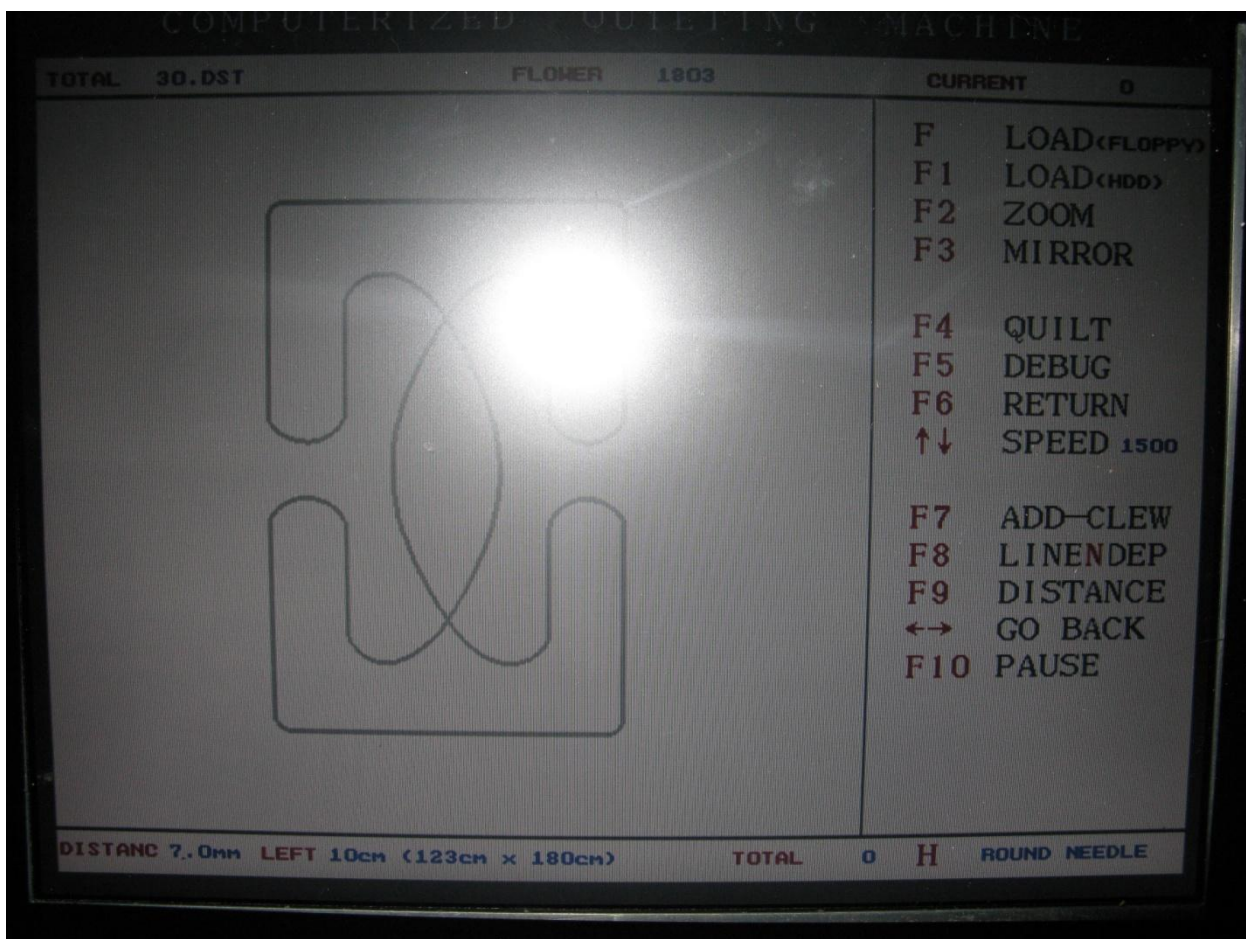 COMPUTERIZED QUIETTNG MACHINE
TOTAL 30.DST FLOWER 1803 CURRENT 0
F LOAD(FLOPPY)
F1 LOAD(HDD)
F2 ZOOM
F3 MIRROR
F4 QUILT
F5 DEBUG
F6 RETURN
↑↓ SPEED 1500
F7 ADD-CLEW
F8 LINENDEP
F9 DISTANCE
←→ GO BACK
F10 PAUSE
DISTANC 7.0mm LEFT 10cm (123cm x 180cm) TOTAL 0 H ROUND NEEDLE